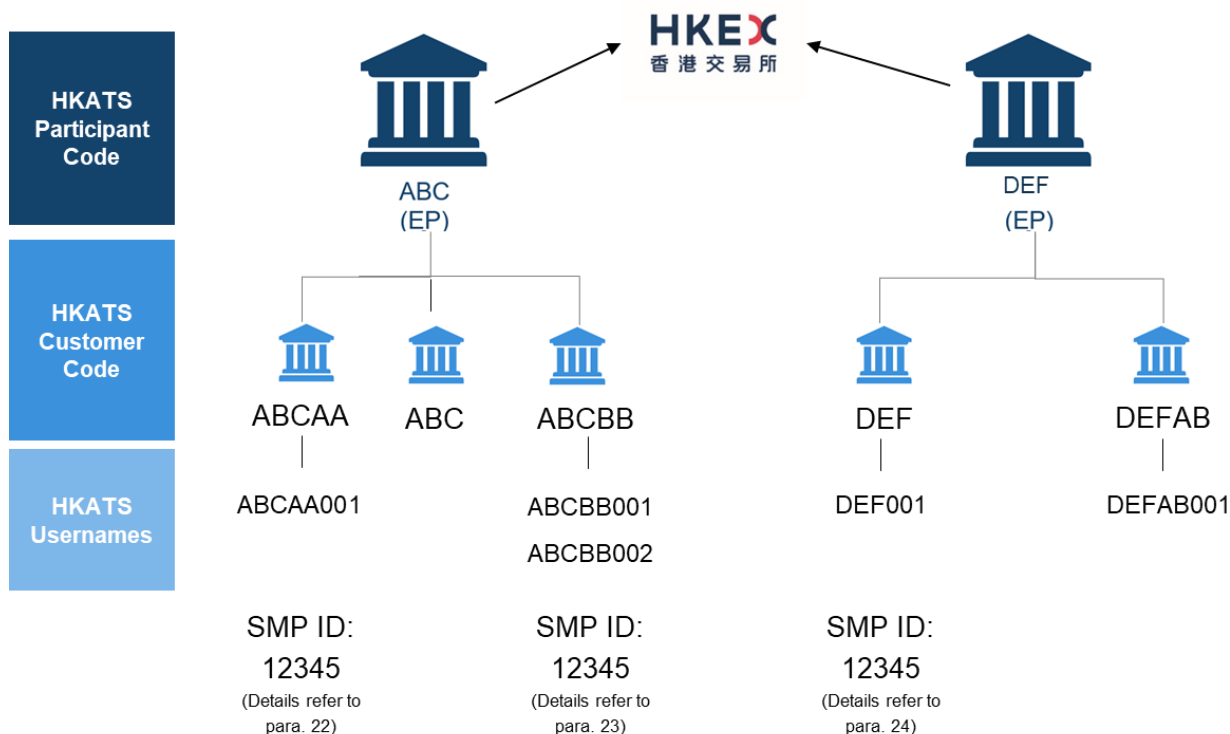 HKEX
香港交易所
HKATS
Participant
Code
ABC
(EP)
DEF
(EP)
HKATS
Customer
Code
ABCAA
ABC
ABCBB
DEF
DEFAB
HKATS
Usernames
ABCAA001
ABCBB001
ABCBB002
DEF001
DEFAB001
SMP ID:
12345
(Details refer to
para. 22)
SMP ID:
12345
(Details refer to
para. 23)
SMP ID:
12345
(Details refer to
para. 24)